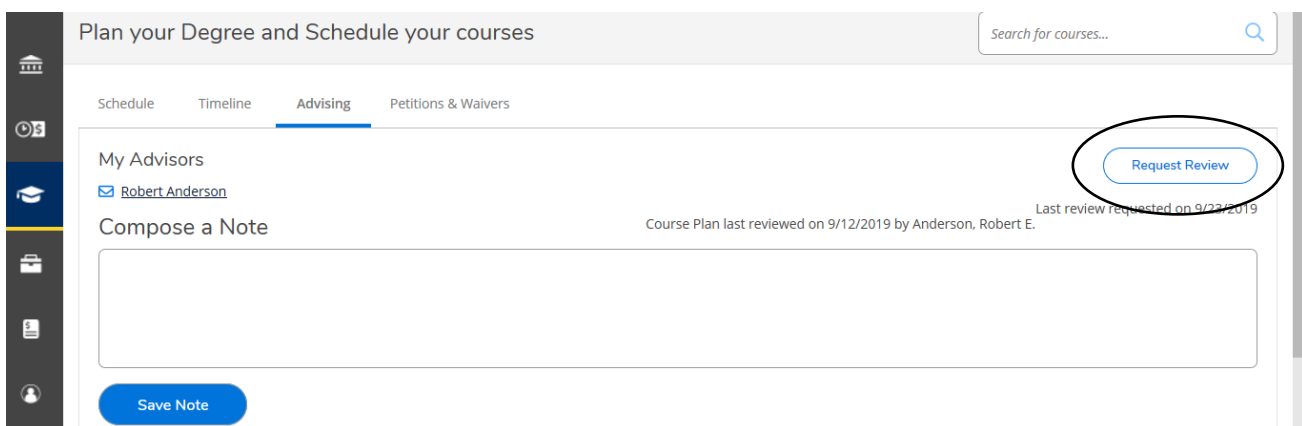 Plan your Degree and Schedule your courses
Search for courses...
Schedule Timeline Advising Petitions & Waivers
My Advisors
Request Review
Robert Anderson
Last review requested on 9/23/2019
Compose a Note
Course Plan last reviewed on 9/12/2019 by Anderson, Robert E.
Save Note